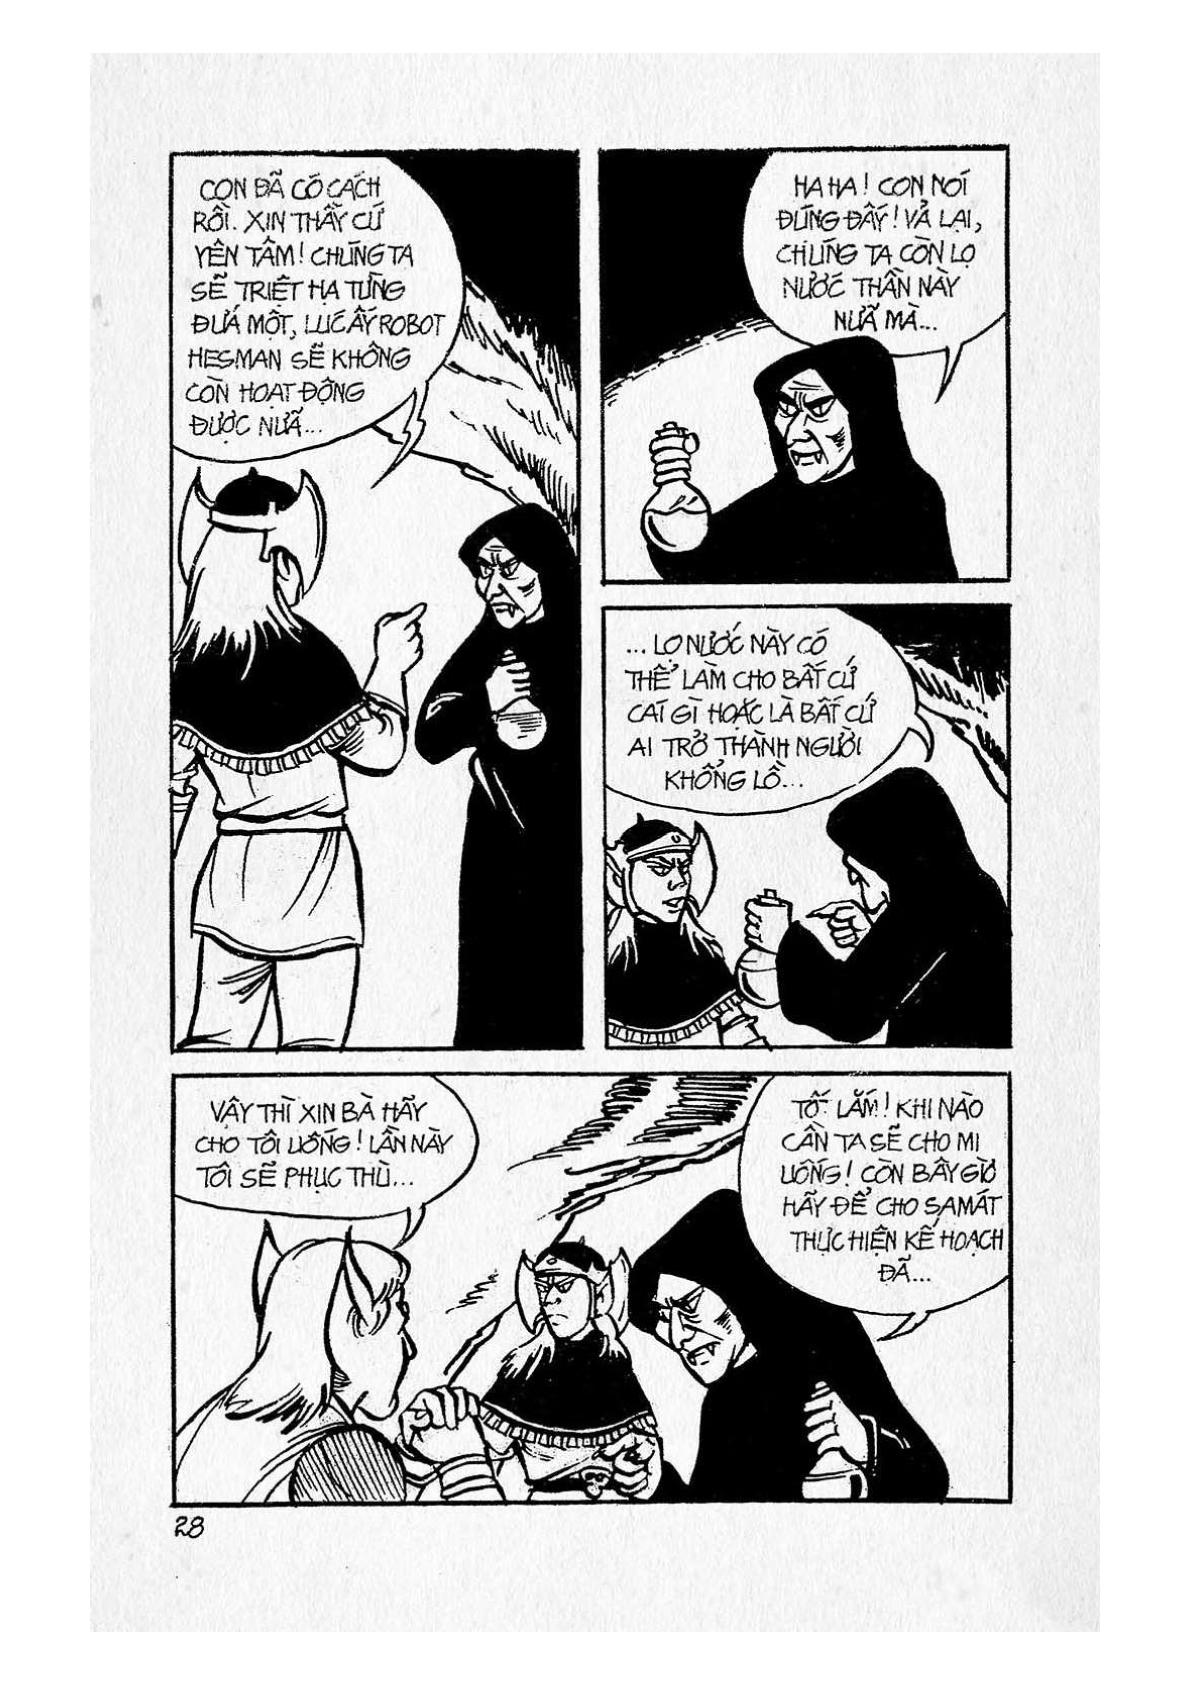 CON ĐÃ CÓ CÁCH
RỒI. XIN THẦY CỨ
YÊN TÂM! CHÚNG TA
SẼ TRIỆT HẠ TỪNG
ĐỨA MỘT, LÚC ẤY ROBOT
HESMAN SẼ KHÔNG
CÒN HOẠT ĐỘNG
ĐƯỢC NỮA...
HA HA! CON NÓI
ĐÚNG ĐẤY! VẢ LẠI,
CHÚNG TA CÒN LỌ
NƯỚC THẦN NÀY
NỮA MÀ...
... LỌ NƯỚC NÀY CÓ
THỂ LÀM CHO BẤT CỨ
CÁI GÌ HOẶC LÀ BẤT CỨ
AI TRỞ THÀNH NGƯỜI
KHỔNG LỒ...
VẬY THÌ XIN BÀ HÃY
CHO TÔI UỐNG! LẦN NÀY
TÔI SẼ PHỤC THÙ...
TỐT LẮM! KHI NÀO
CẦN TA SẼ CHO MI
UỐNG! CÒN BÂY GIỜ
HÃY ĐỂ CHO SAMÁT
THỰC HIỆN KẾ HOẠCH
ĐÃ...
28